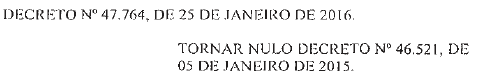 DECRETO Nº 47.764, DE 25 DE JANEIRO DE 2016.
TORNAR NULO DECRETO Nº 46.521, DE
05 DE JANEIRO DE 2015.